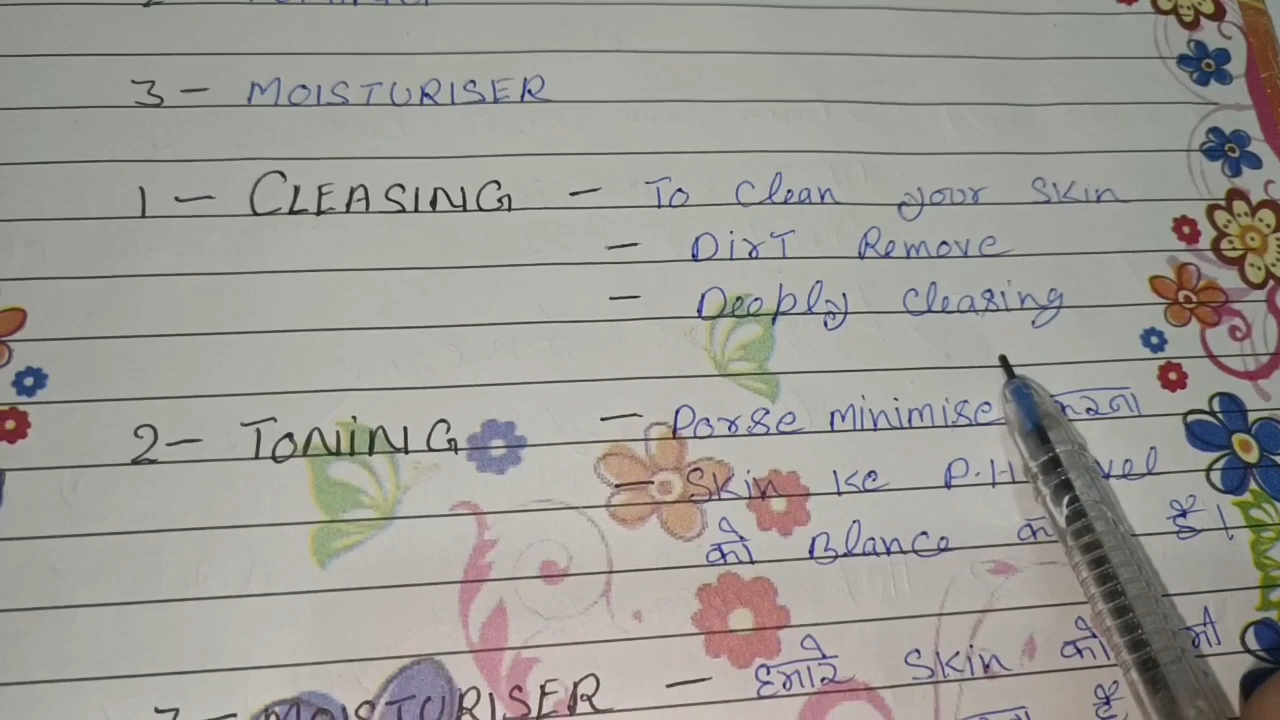 3 - MOISTURISER
1 - CLEASING - To Clean your Skin
- Dirt Remove
- Deeply Cleasing
2 - TONING - Porse minimise करना
- Skin ke P.H
को Blance है।
MOISTURISER - हमारे Skin को
है